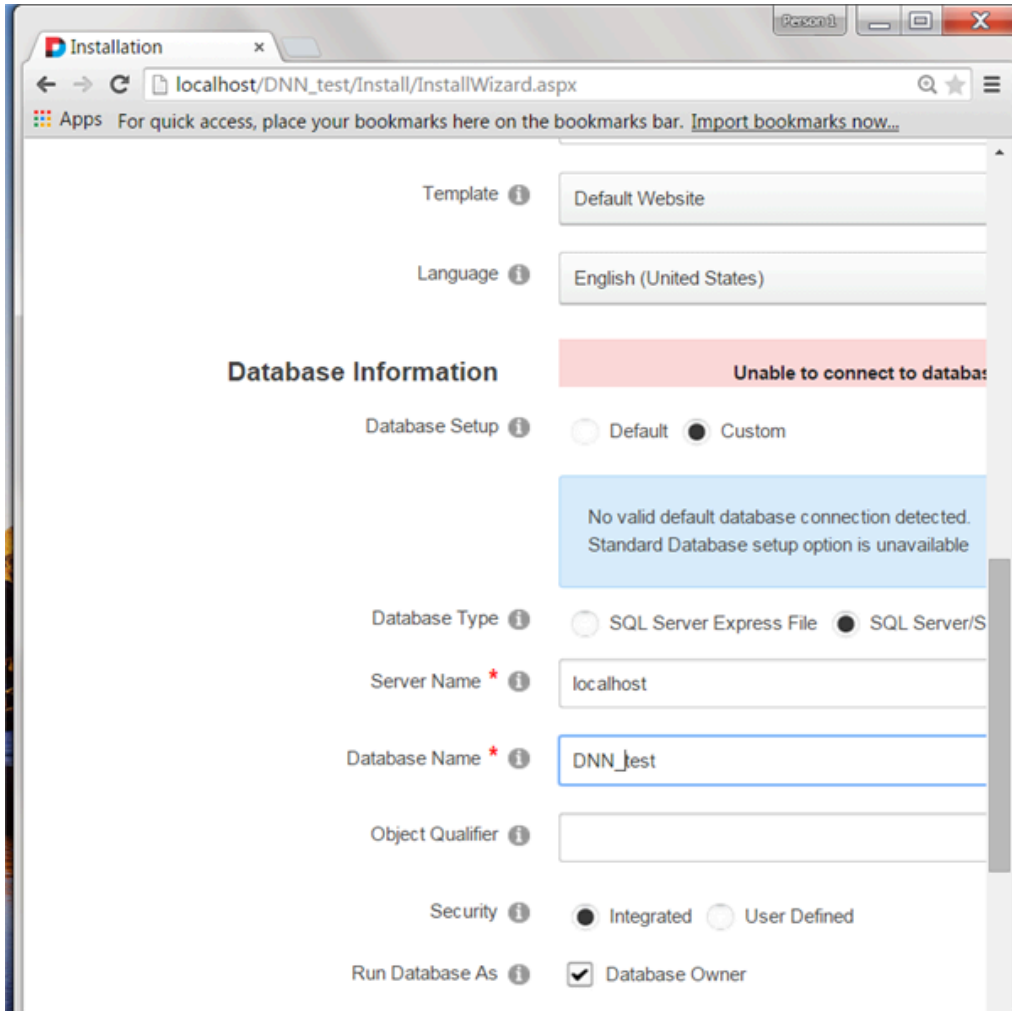 Person 1
Installation
localhost/DNN_test/Install/InstallWizard.aspx
Apps For quick access, place your bookmarks here on the bookmarks bar. Import bookmarks now...
Template Default Website
Language English (United States)
Database Information Unable to connect to databas
Database Setup Default Custom
No valid default database connection detected.
Standard Database setup option is unavailable
Database Type SQL Server Express File SQL Server/S
Server Name * localhost
Database Name * DNN_test
Object Qualifier
Security Integrated User Defined
Run Database As Database Owner